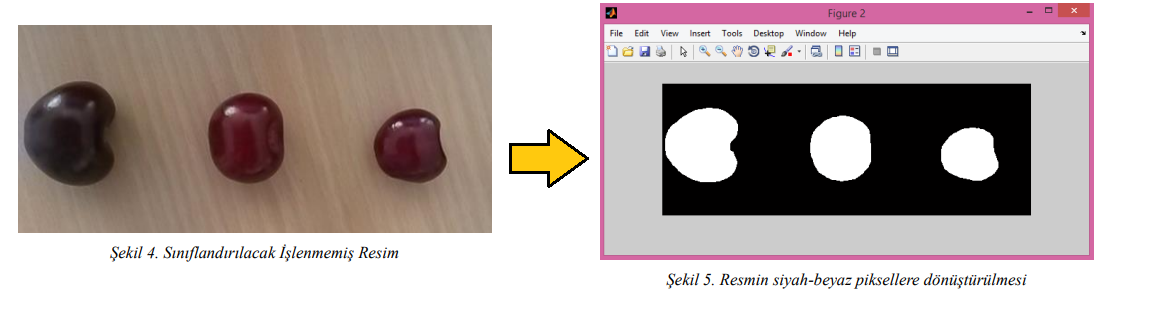 Figure 2
File Edit View Insert Tools Desktop Window Help
Şekil 4. Sınıflandırılacak İşlenmemiş Resim
Şekil 5. Resmin siyah-beyaz piksellere dönüştürülmesi